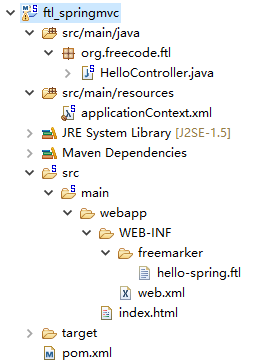 ftl_springmvc
src/main/java
org.freecode.ftl
HelloController.java
src/main/resources
applicationContext.xml
JRE System Library [J2SE-1.5]
Maven Dependencies
src
main
webapp
WEB-INF
freemarker
hello-spring.ftl
web.xml
index.html
target
pom.xml